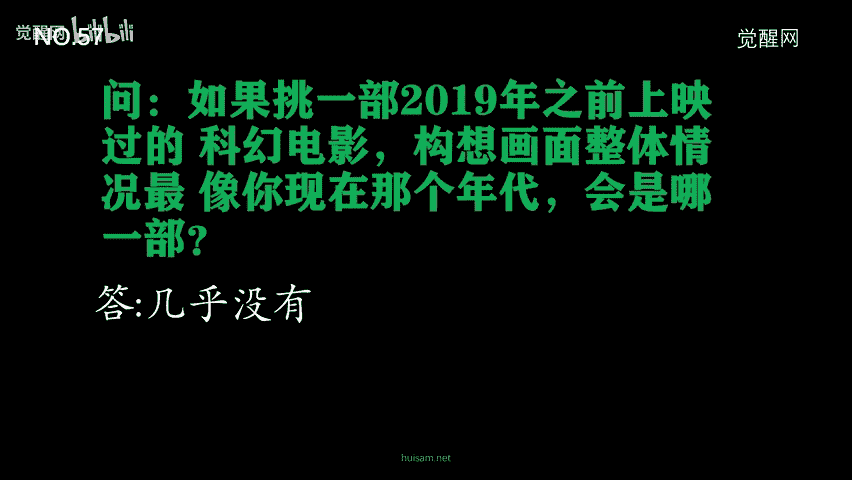 觉醒网 bilibili
NO.57
觉醒网
问：如果挑一部2019年之前上映
过的 科幻电影，构想画面整体情
况最 像你现在那个年代，会是哪
一部？
答:几乎没有
huisam.net